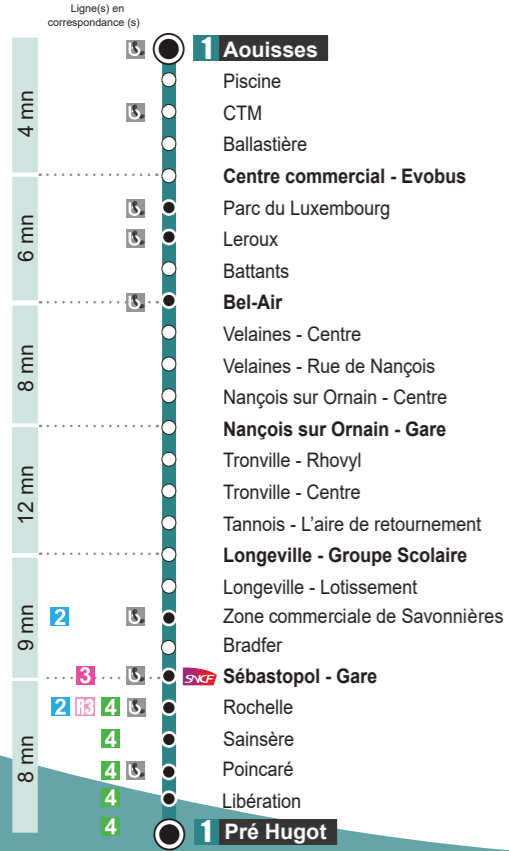 Ligne(s) en
correspondance (s)
1 Aouisses
Piscine
4 mn
CTM
Ballastière
Centre commercial - Evobus
Parc du Luxembourg
6 mn
Leroux
Battants
Bel-Air
Velaines - Centre
8 mn
Velaines - Rue de Nançois
Nançois sur Ornain - Centre
Nançois sur Ornain - Gare
Tronville - Rhovyl
12 mn
Tronville - Centre
Tannois - L'aire de retournement
Longeville - Groupe Scolaire
Longeville - Lotissement
9 mn
2 Zone commerciale de Savonnières
Bradfer
3 SNCF Sébastopol - Gare
2 R3 4 Rochelle
4 Sainsère
8 mn
4 Poincaré
4 Libération
4 1 Pré Hugot